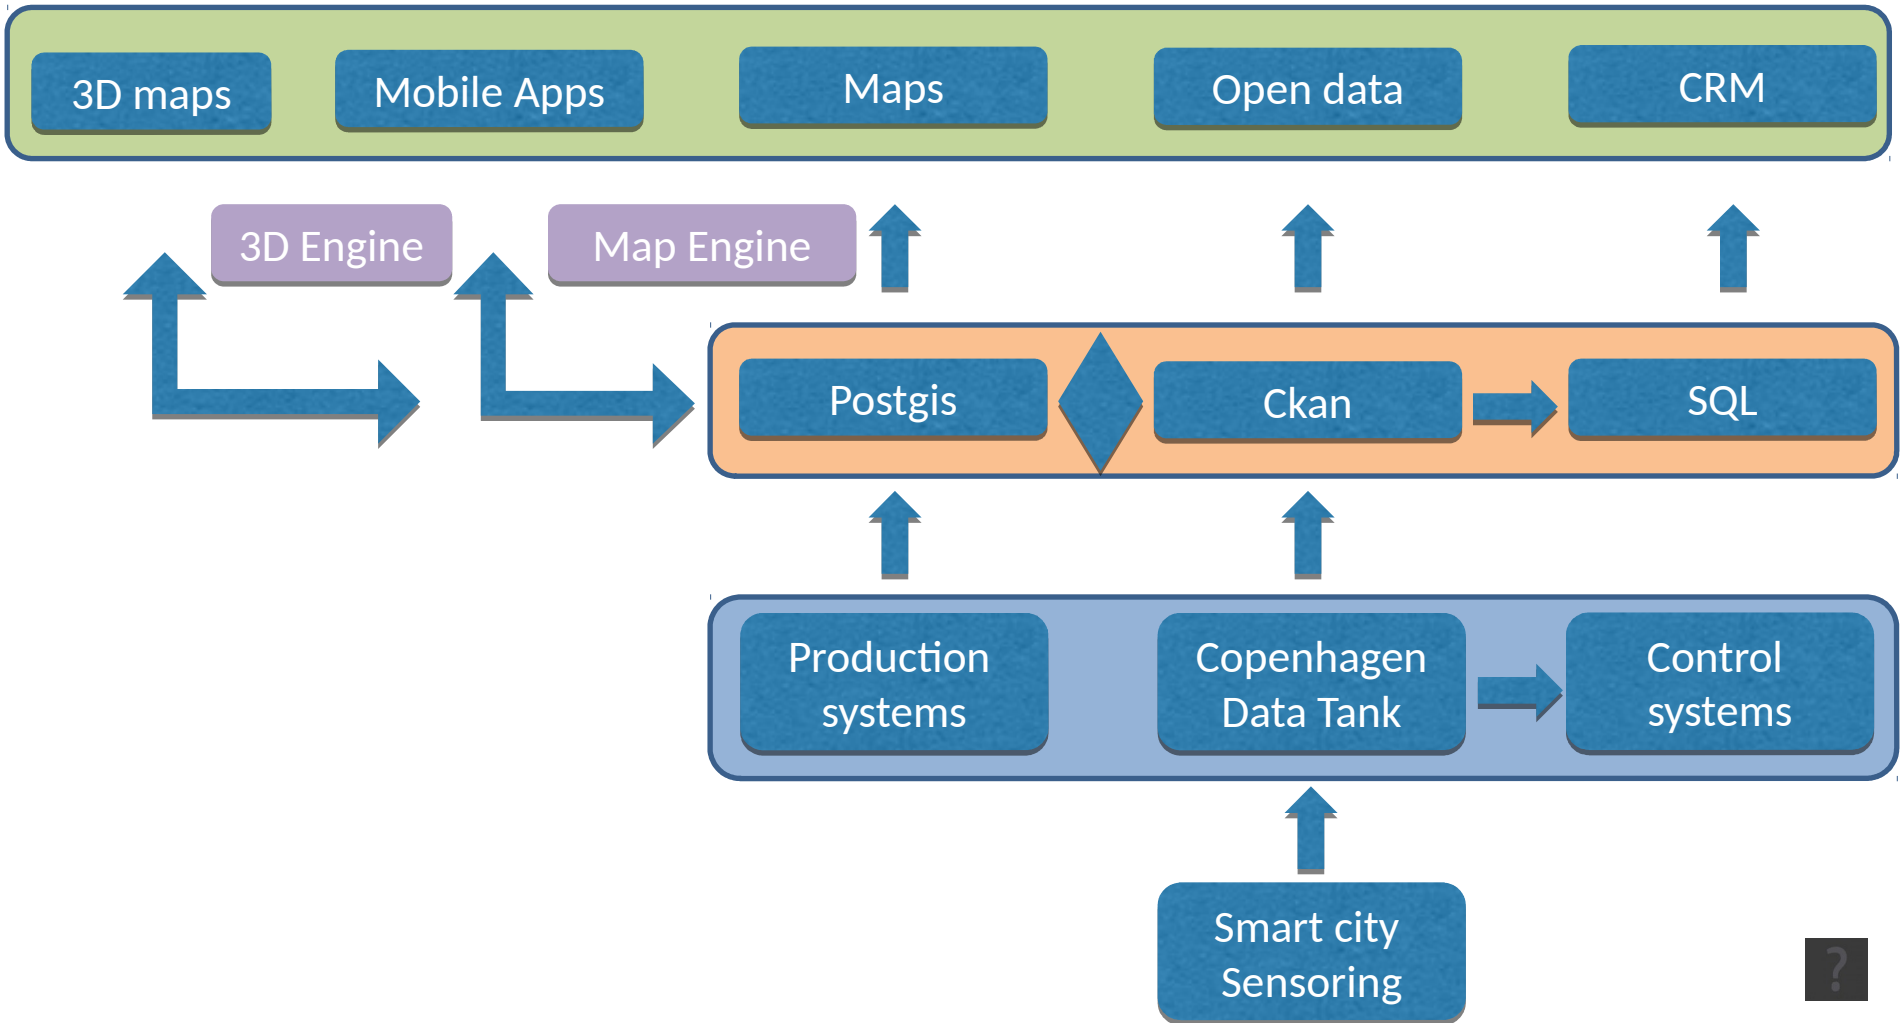 3D maps
Mobile Apps
Maps
Open data
CRM
3D Engine
Map Engine
Postgis
Ckan
SQL
Production
systems
Copenhagen
Data Tank
Control
systems
Smart city
Sensoring
?